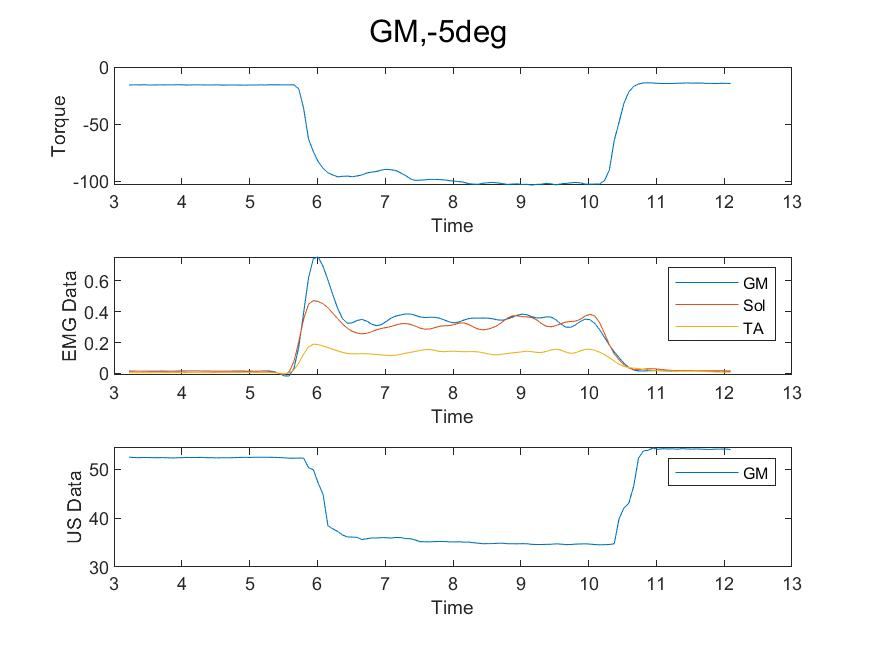 GM,-5deg
0
-50
-100
Torque
3 4 5 6 7 8 9 10 11 12 13
Time
0.6
0.4
0.2
0
EMG Data
GM
Sol
TA
3 4 5 6 7 8 9 10 11 12 13
Time
50
40
30
US Data
GM
3 4 5 6 7 8 9 10 11 12 13
Time